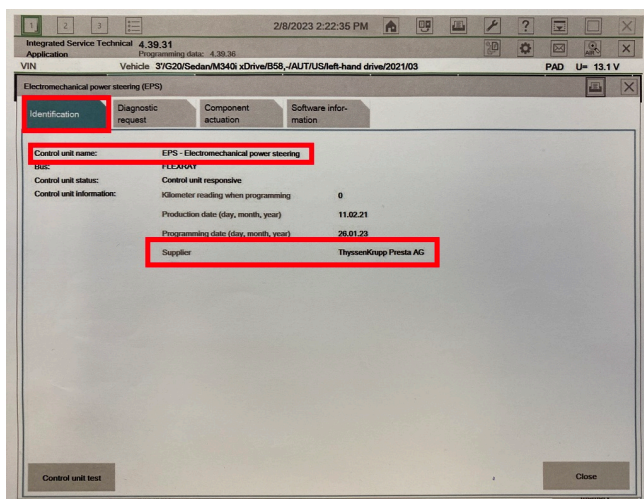 1 2 3 2/8/2023 2:22:35 PM ?
Integrated Service Technical 4.39.31
Application Programming data: 4.39.36
VIN Vehicle 3'/G20/Sedan/M340i xDrive/B58,-/AUT/US/left-hand drive/2021/03 PAD U= 13.1 V
Electromechanical power steering (EPS)
Identification
Diagnostic
request
Component
actuation
Software infor-
mation
Control unit name: EPS - Electromechanical power steering
Bus: FLEXRAY
Control unit status: Control unit responsive
Control unit information: Kilometer reading when programming 0
Production date (day, month, year) 11.02.21
Programming date (day, month, year) 26.01.23
Supplier ThyssenKrupp Presta AG
Control unit test Close